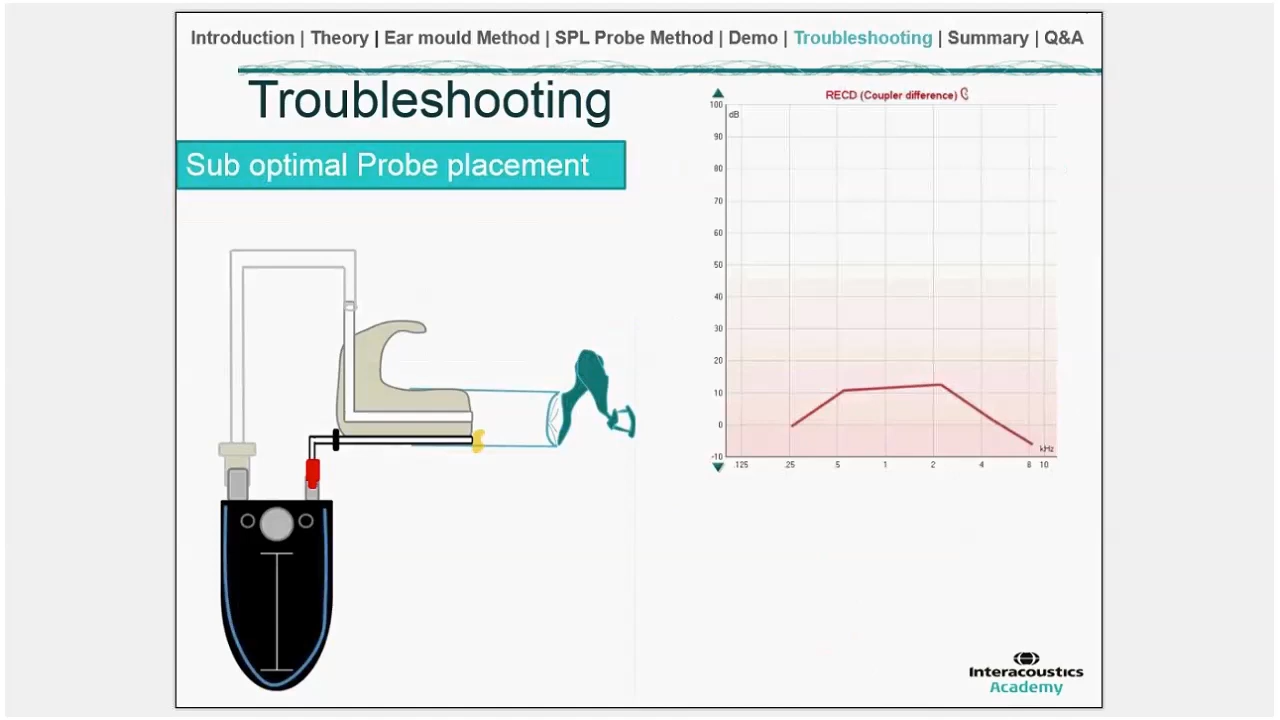 Introduction | Theory | Ear mould Method | SPL Probe Method | Demo | Troubleshooting | Summary | Q&A
Troubleshooting
Sub optimal Probe placement
RECD (Coupler difference)
100
dB
90
80
70
60
50
40
30
20
10
0
-10
kHz
.125 .25 .5 1 2 4 8 10
Interacoustics
Academy